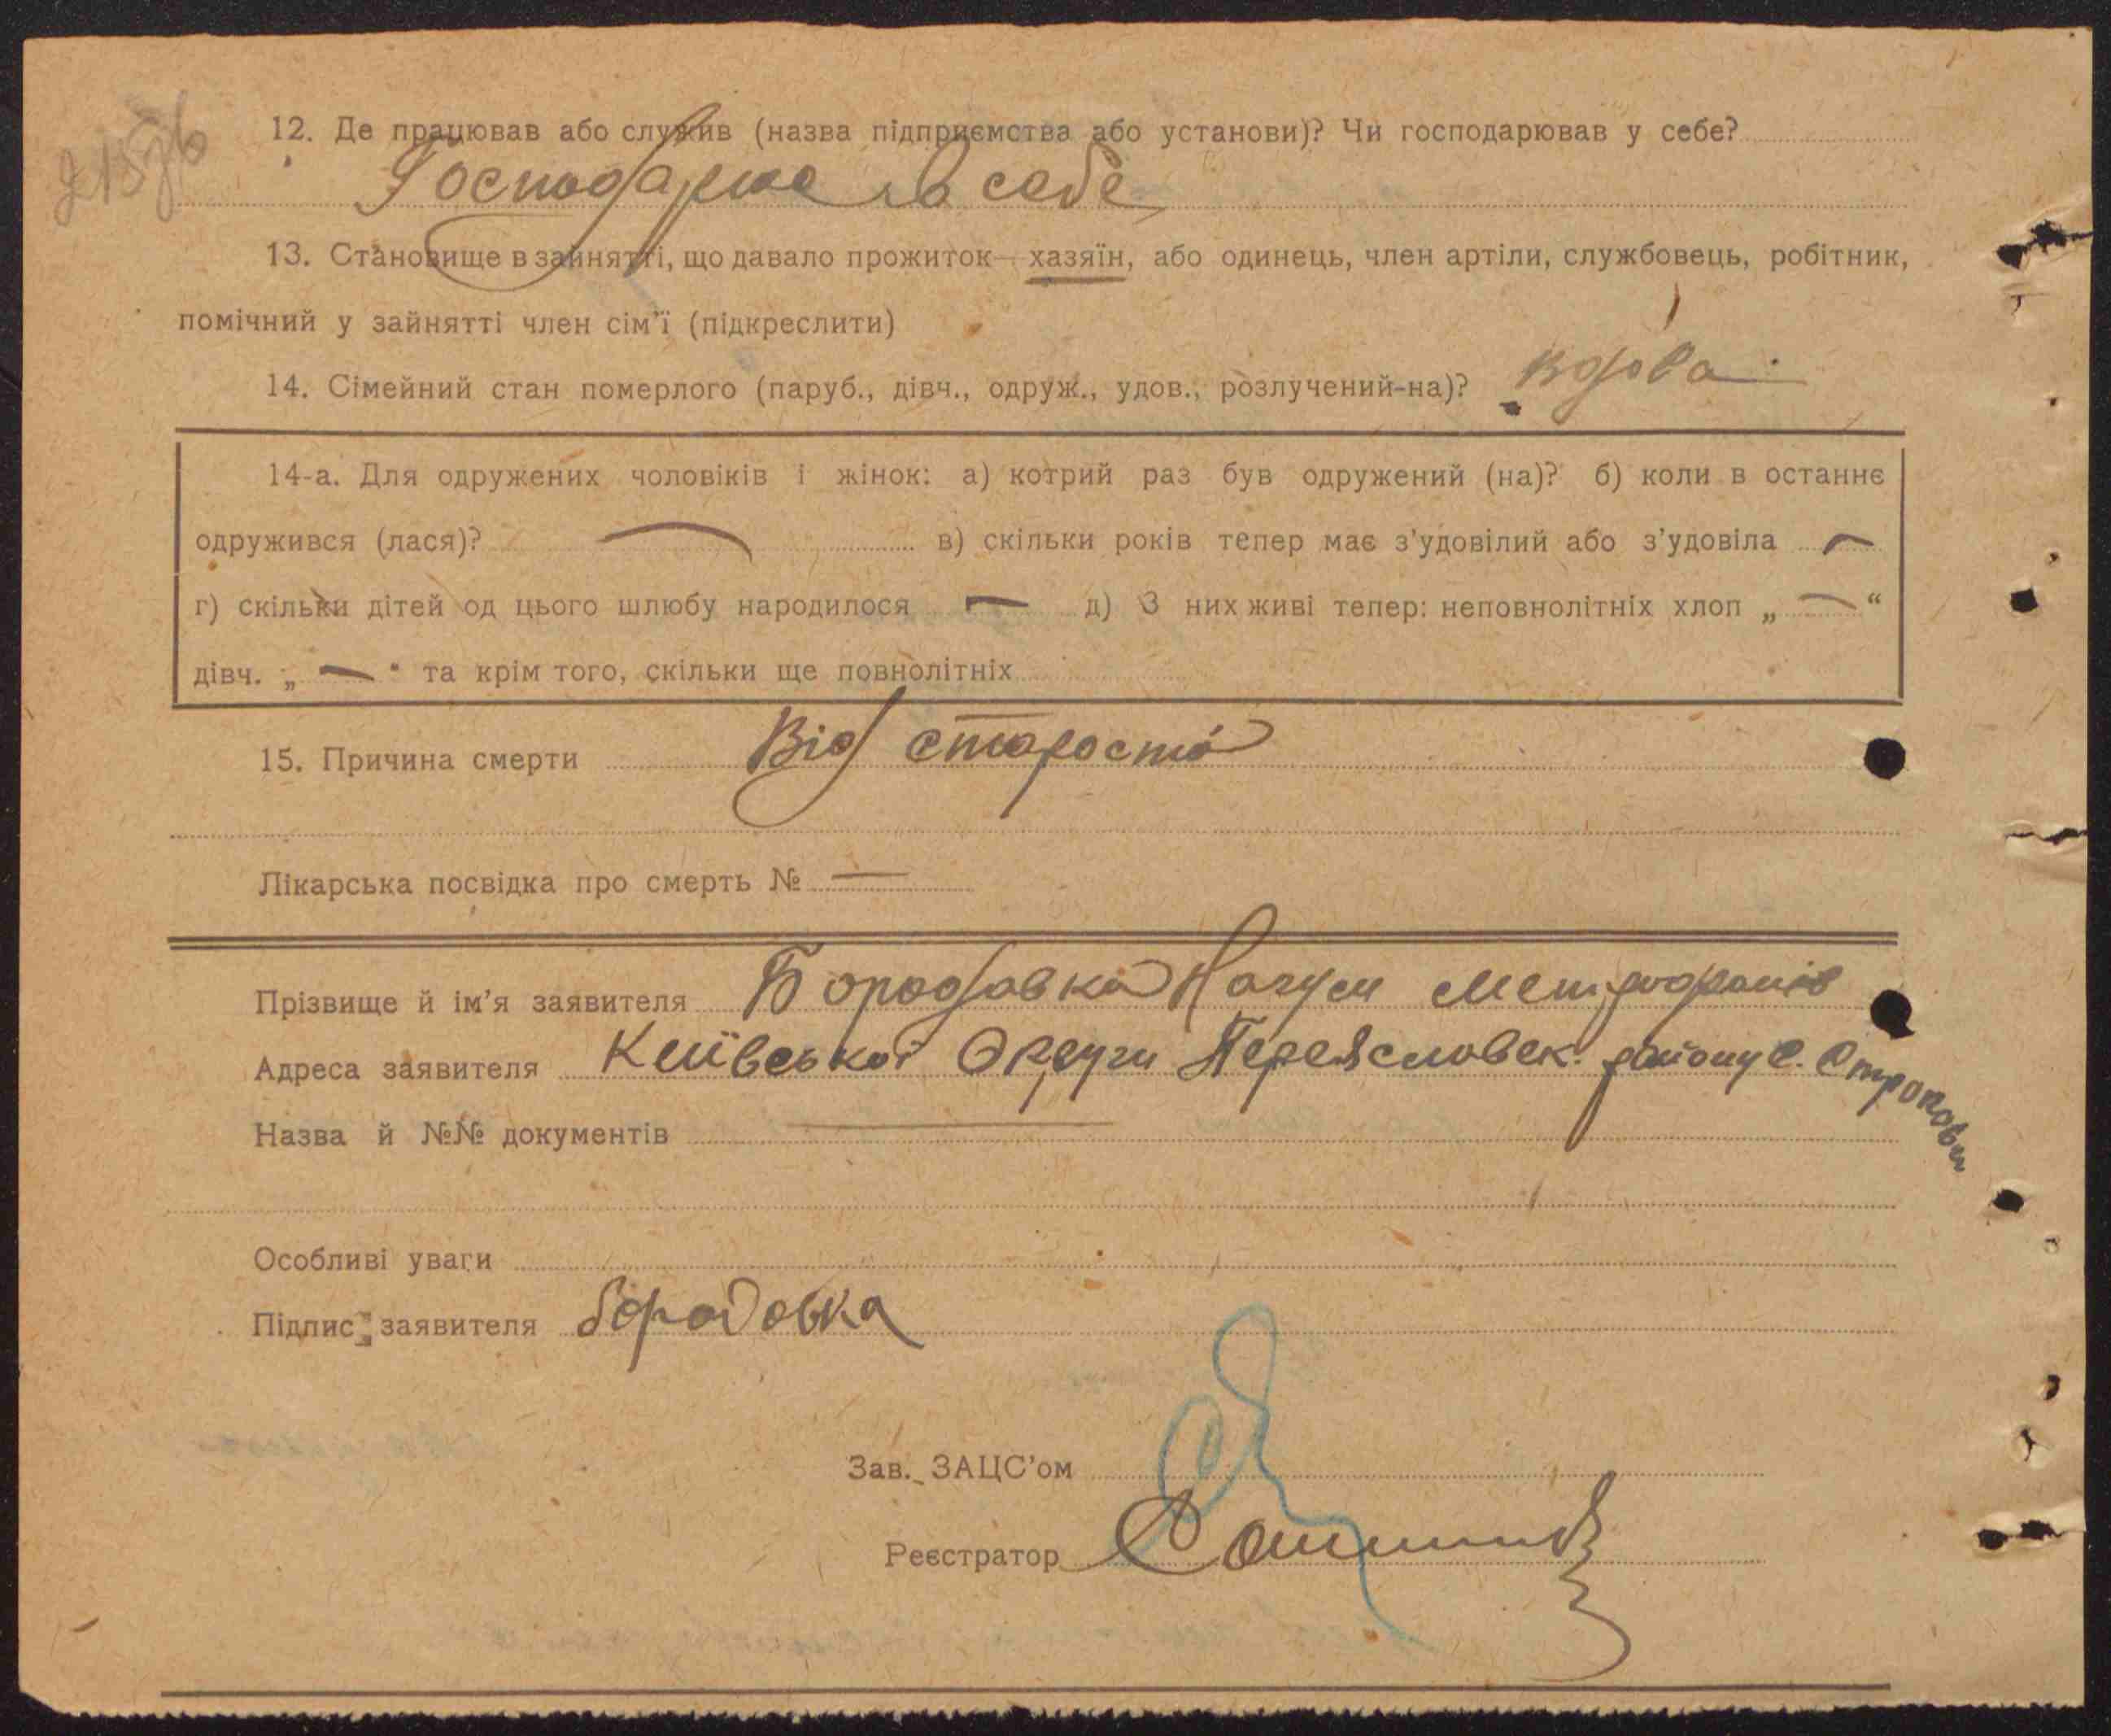 12. Де працював або служив (назва підприємства або установи)? Чи господарював у себе?
Господарює в себе
13. Становище в зайнятті, що давало прожиток — хазяїн, або одинець, член артіли, службовець, робітник,
помічний у зайнятті член сім'ї (підкреслити)
14. Сімейний стан померлого (паруб., дівч., одруж., удов., розлучений-на)? вдова
14-а. Для одружених чоловіків і жінок: а) котрий раз був одружений (на)? б) коли в останнє
одружився (лася)? — в) скільки років тепер має з'удовілий або з'удовіла —
г) скільки дітей од цього шлюбу народилося — д) З них живі тепер: неповнолітніх хлоп „ — “
дівч. „ — “ та крім того, скільки ще повнолітніх
15. Причина смерти Від старости
Лікарська посвідка про смерть № —
Прізвище й ім'я заявителя Бородавка Наум Метрофанів
Адреса заявителя Київської Округи Переяславськ. району с. Строкови
Назва й №№ документів —
Особливі уваги
Підпис заявителя бородовка
Зав. ЗАЦС'ом
Реєстратор